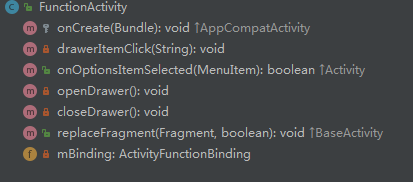 FunctionActivity
onCreate(Bundle): void ↑AppCompatActivity
drawerItemClick(String): void
onOptionsItemSelected(MenuItem): boolean ↑Activity
openDrawer(): void
closeDrawer(): void
replaceFragment(Fragment, boolean): void ↑BaseActivity
mBinding: ActivityFunctionBinding